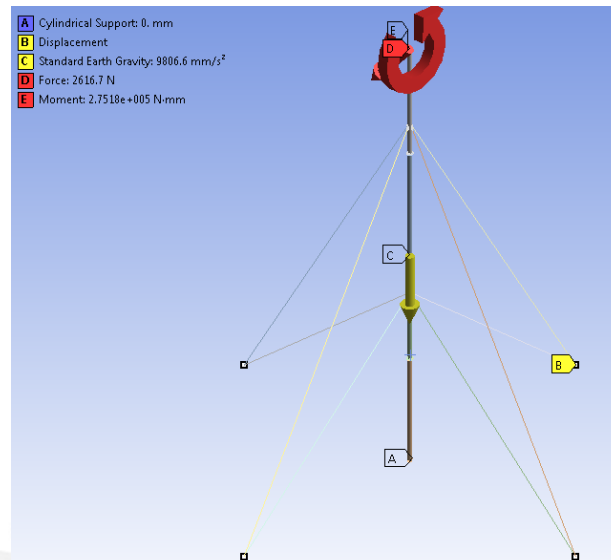 A Cylindrical Support: 0. mm
B Displacement
C Standard Earth Gravity: 9806.6 mm/s²
D Force: 2616.7 N
E Moment: 2.7518e+005 N·mm
E
D
C
B
A